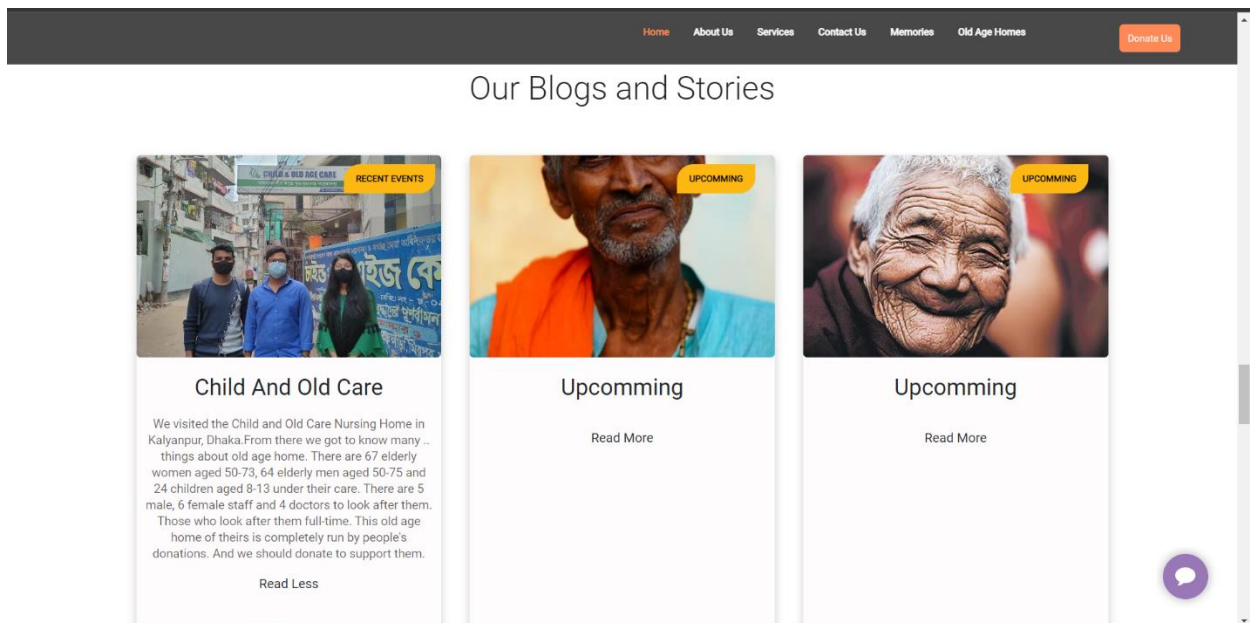 Home About Us Services Contact Us Memories Old Age Homes Donate Us
Our Blogs and Stories
CHILD & OLD AGE CARE
RECENT EVENTS
UPCOMMING
UPCOMMING
চাইল্ড
এইজ কেয়
Child And Old Care
We visited the Child and Old Care Nursing Home in
Kalyanpur, Dhaka.From there we got to know many ..
things about old age home. There are 67 elderly
women aged 50-73, 64 elderly men aged 50-75 and
24 children aged 8-13 under their care. There are 5
male, 6 female staff and 4 doctors to look after them.
Those who look after them full-time. This old age
home of theirs is completely run by people's
donations. And we should donate to support them.
Read Less
Upcomming
Read More
Upcomming
Read More